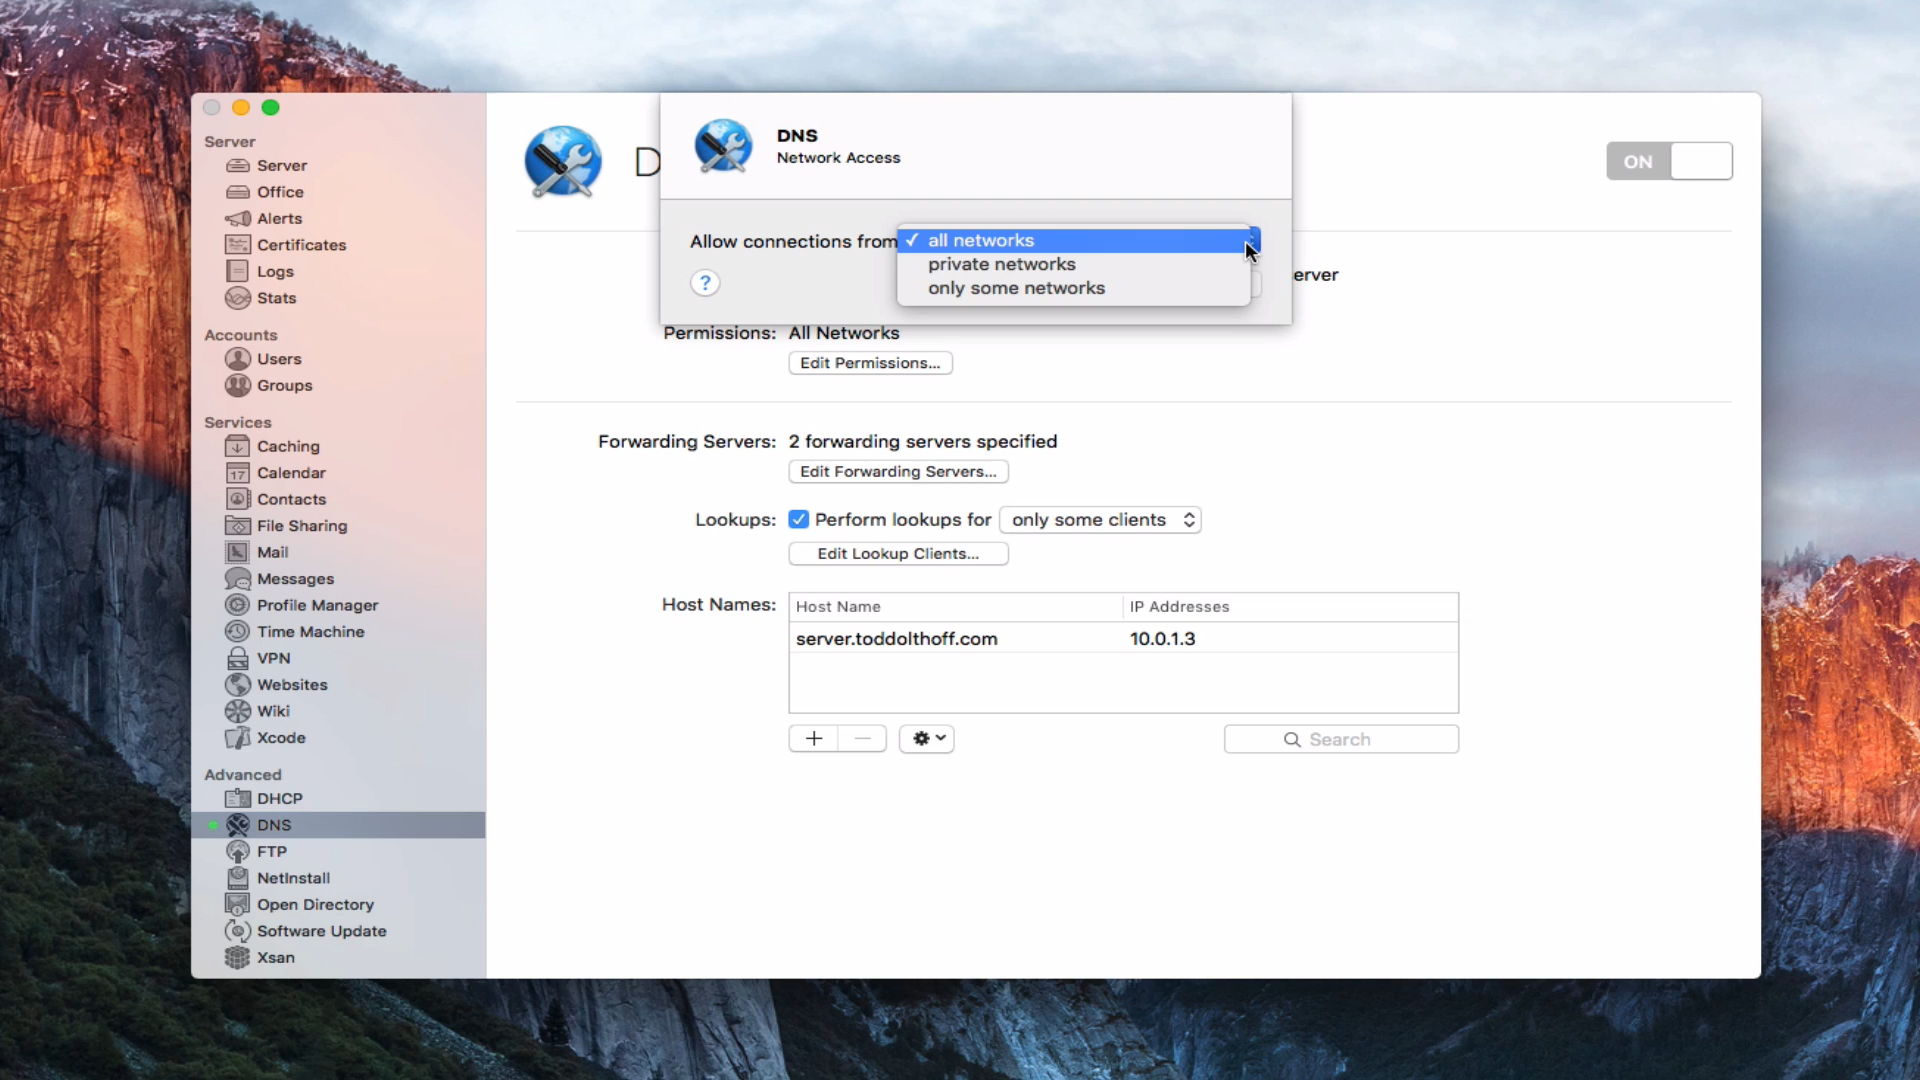 Server
Server
Office
Alerts
Certificates
Logs
Stats
Accounts
Users
Groups
Services
Caching
17 Calendar
Contacts
File Sharing
Mail
Messages
Profile Manager
Time Machine
VPN
Websites
Wiki
Xcode
Advanced
DHCP
DNS
FTP
NetInstall
Open Directory
Software Update
Xsan
D
ON
DNS
Network Access
Allow connections from
✓ all networks
private networks
only some networks
?
erver
Permissions: All Networks
Edit Permissions...
Forwarding Servers: 2 forwarding servers specified
Edit Forwarding Servers...
Lookups: Perform lookups for only some clients
Edit Lookup Clients...
Host Names:
Host Name IP Addresses
server.toddolthoff.com 10.0.1.3
+ −
Search